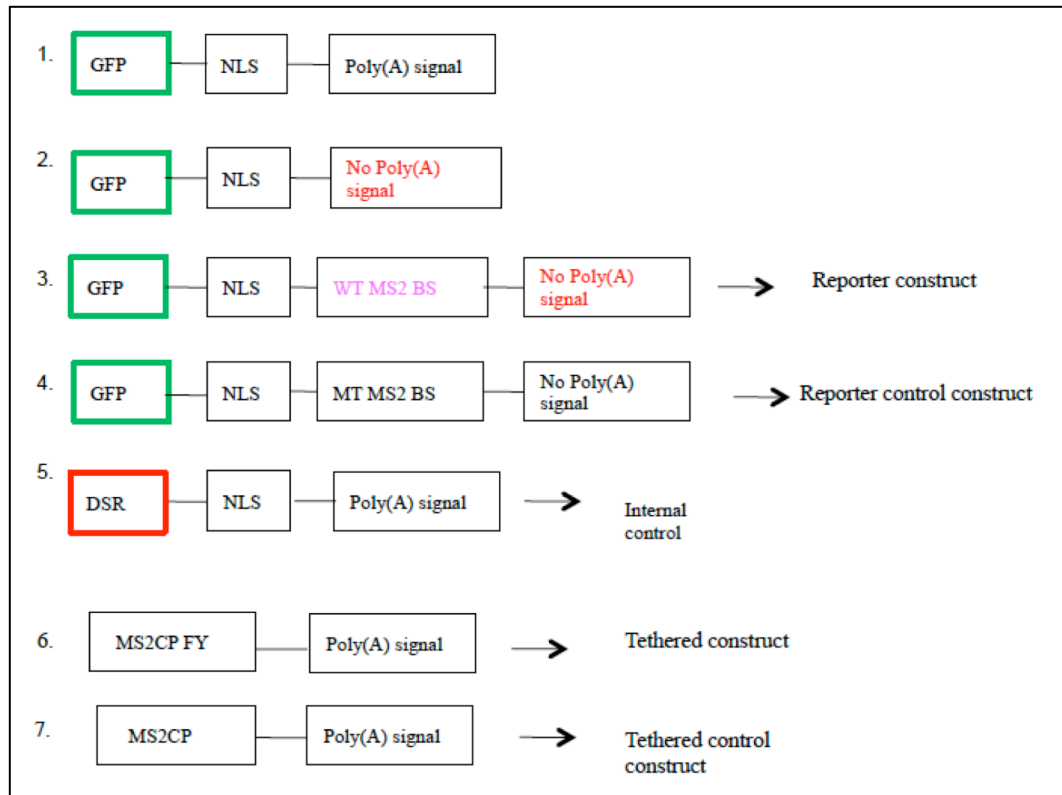 1.
GFP
NLS
Poly(A) signal
2.
GFP
NLS
No Poly(A)
signal
3.
GFP
NLS
WT MS2 BS
No Poly(A)
signal
Reporter construct
4.
GFP
NLS
MT MS2 BS
No Poly(A)
signal
Reporter control construct
5.
DSR
NLS
Poly(A) signal
Internal
control
6.
MS2CP FY
Poly(A) signal
Tethered construct
7.
MS2CP
Poly(A) signal
Tethered control
construct